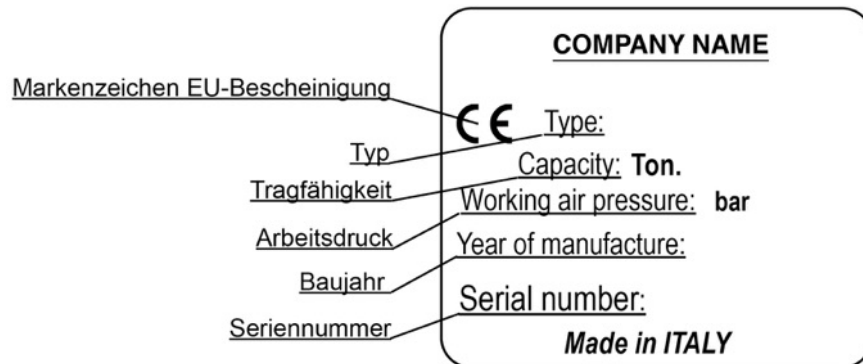 COMPANY NAME
Markenzeichen EU-Bescheinigung
CE Type:
Typ
Capacity: Ton.
Tragfähigkeit
Working air pressure: bar
Arbeitsdruck
Year of manufacture:
Baujahr
Serial number:
Seriennummer
Made in ITALY